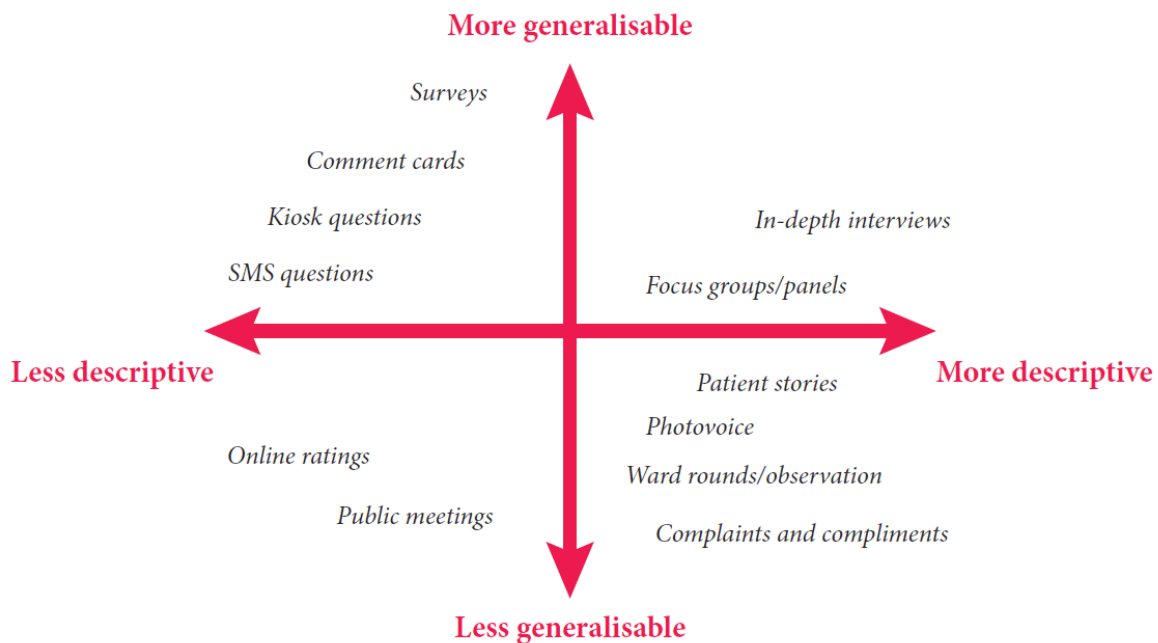 More generalisable
Surveys
Comment cards
Kiosk questions
In-depth interviews
SMS questions
Focus groups/panels
Less descriptive
More descriptive
Patient stories
Photovoice
Online ratings
Ward rounds/observation
Public meetings
Complaints and compliments
Less generalisable